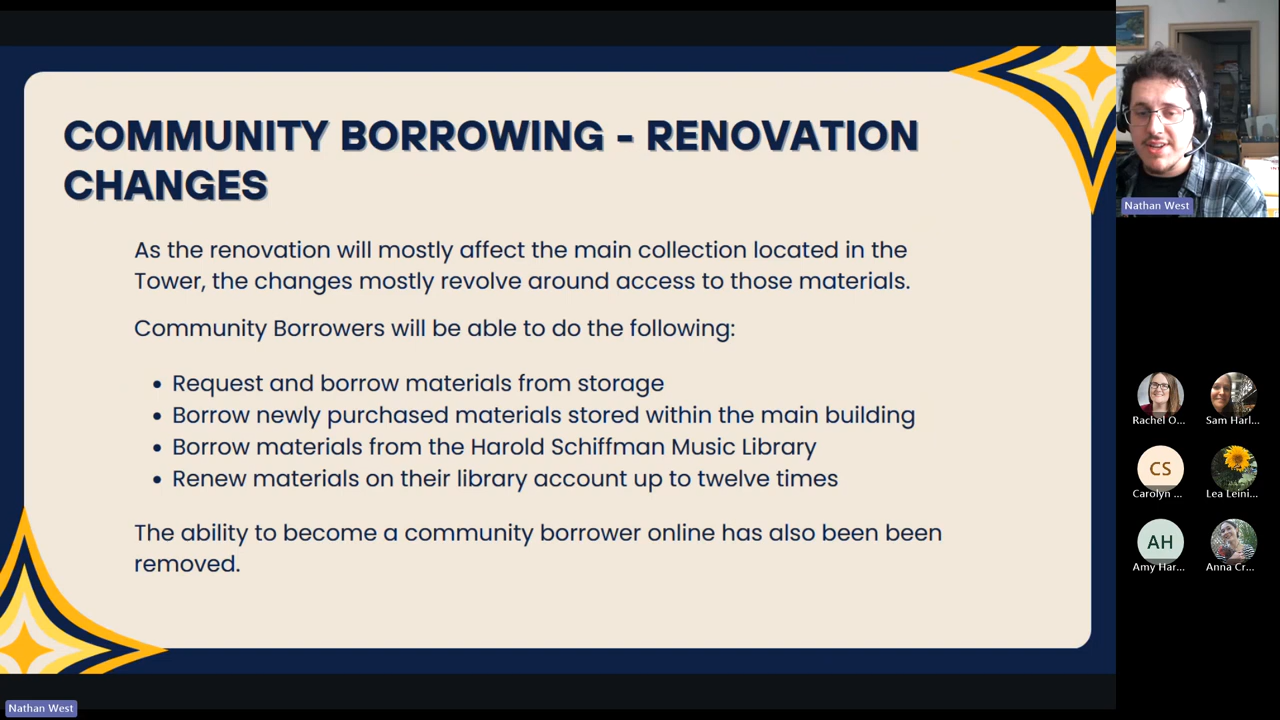 COMMUNITY BORROWING - RENOVATION
CHANGES
As the renovation will mostly affect the main collection located in the
Tower, the changes mostly revolve around access to those materials.
Community Borrowers will be able to do the following:
• Request and borrow materials from storage
• Borrow newly purchased materials stored within the main building
• Borrow materials from the Harold Schiffman Music Library
• Renew materials on their library account up to twelve times
The ability to become a community borrower online has also been been
removed.
Nathan West
Nathan West
Rachel O...
Sam Harl...
CS
Carolyn ...
Lea Leini...
AH
Amy Har...
Anna Cr...